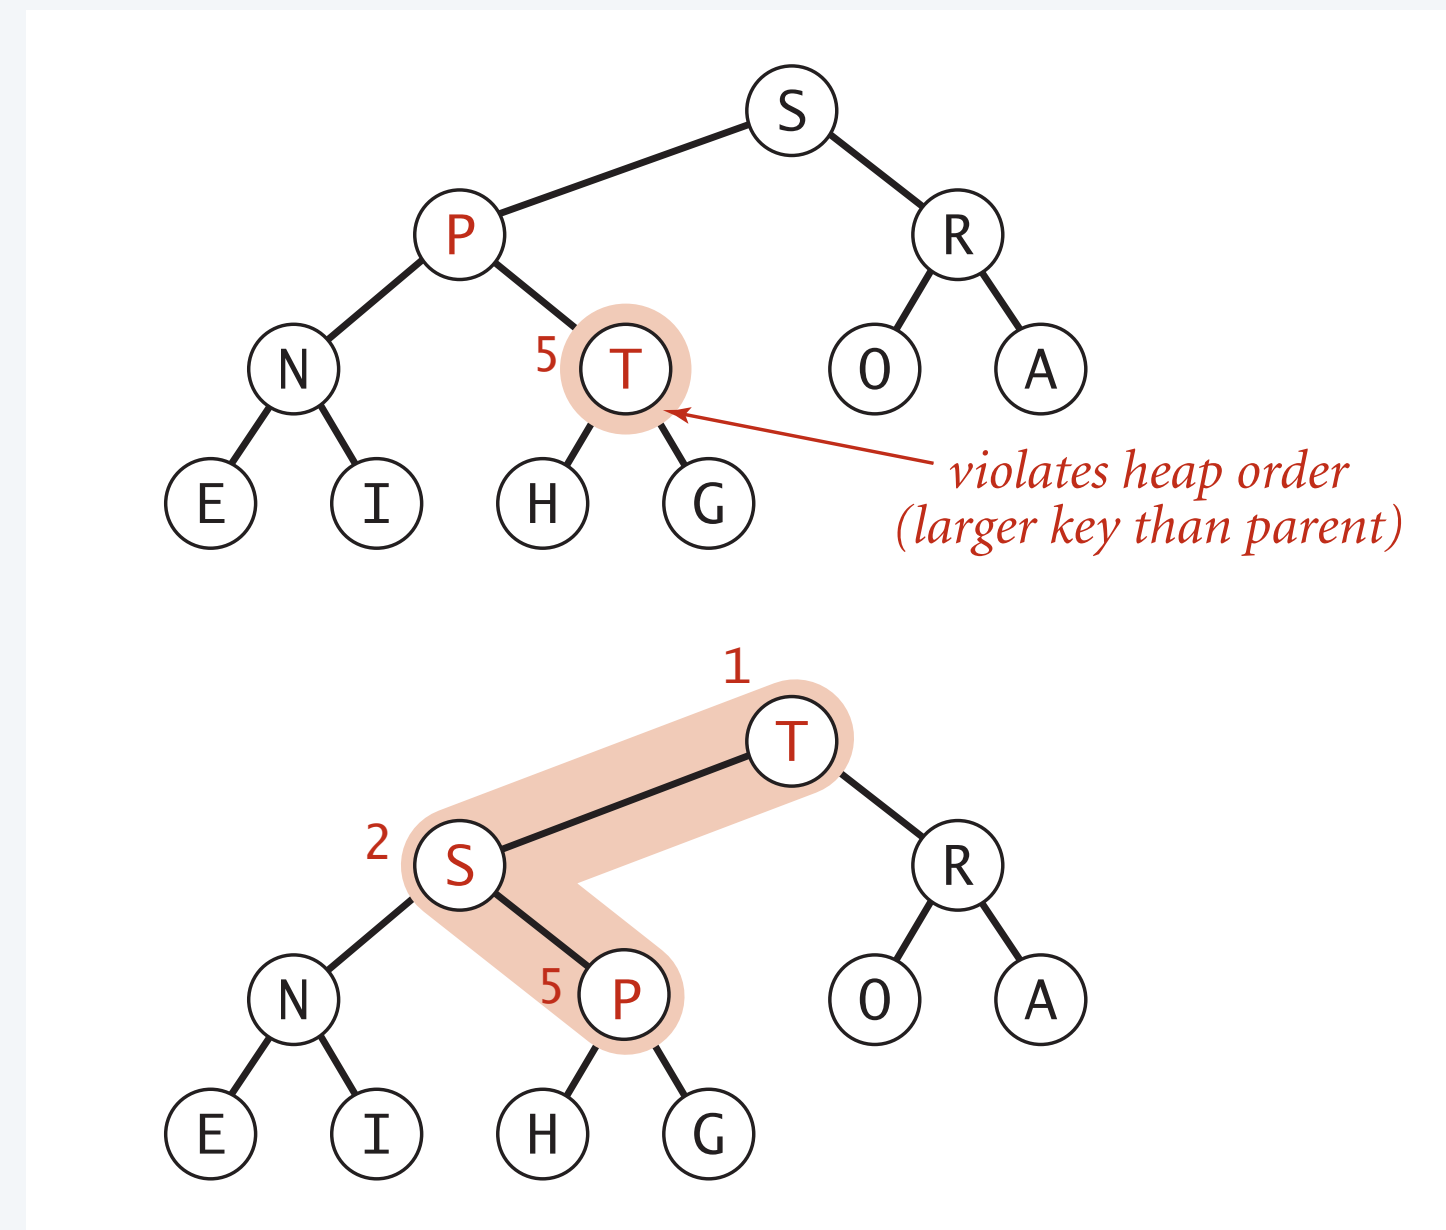 S
P R
N 5 T O A
violates heap order
(larger key than parent)
E I H G
1
T
2 S R
N 5 P O A
E I H G